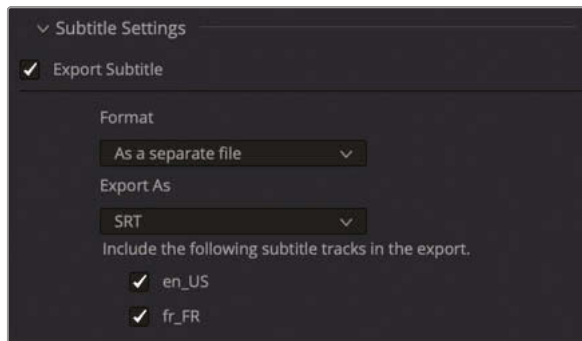 Subtitle Settings
Export Subtitle
Format
As a separate file
Export As
SRT
Include the following subtitle tracks in the export.
en_US
fr_FR